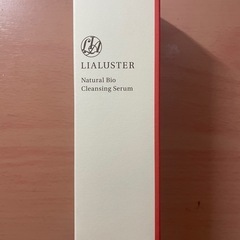 LIALUSTER
Natural Bio
Cleansing Serum